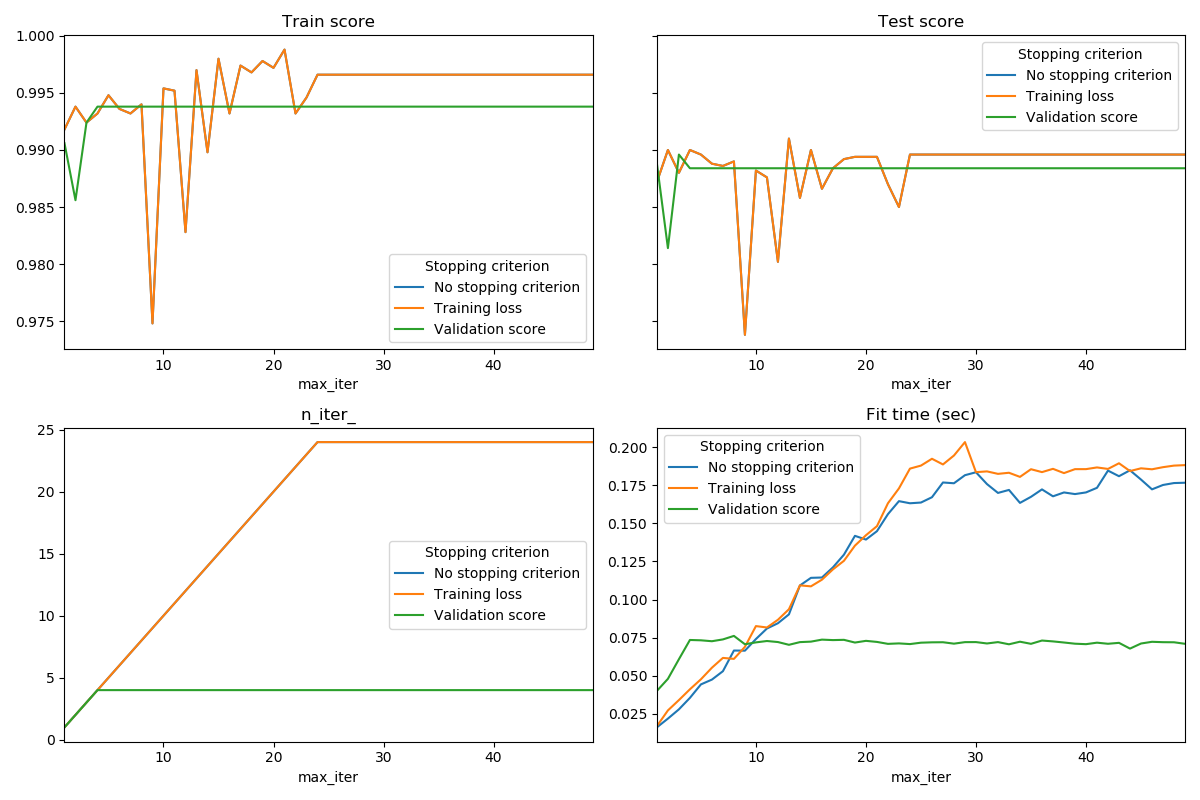 Train score
1.000
0.995
0.990
0.985
0.980
0.975
Stopping criterion
No stopping criterion
Training loss
Validation score
10 20 30 40
max_iter
Test score
Stopping criterion
No stopping criterion
Training loss
Validation score
10 20 30 40
max_iter
n_iter_
25
20
15
10
5
0
Stopping criterion
No stopping criterion
Training loss
Validation score
10 20 30 40
max_iter
Fit time (sec)
0.200
0.175
0.150
0.125
0.100
0.075
0.050
0.025
Stopping criterion
No stopping criterion
Training loss
Validation score
10 20 30 40
max_iter